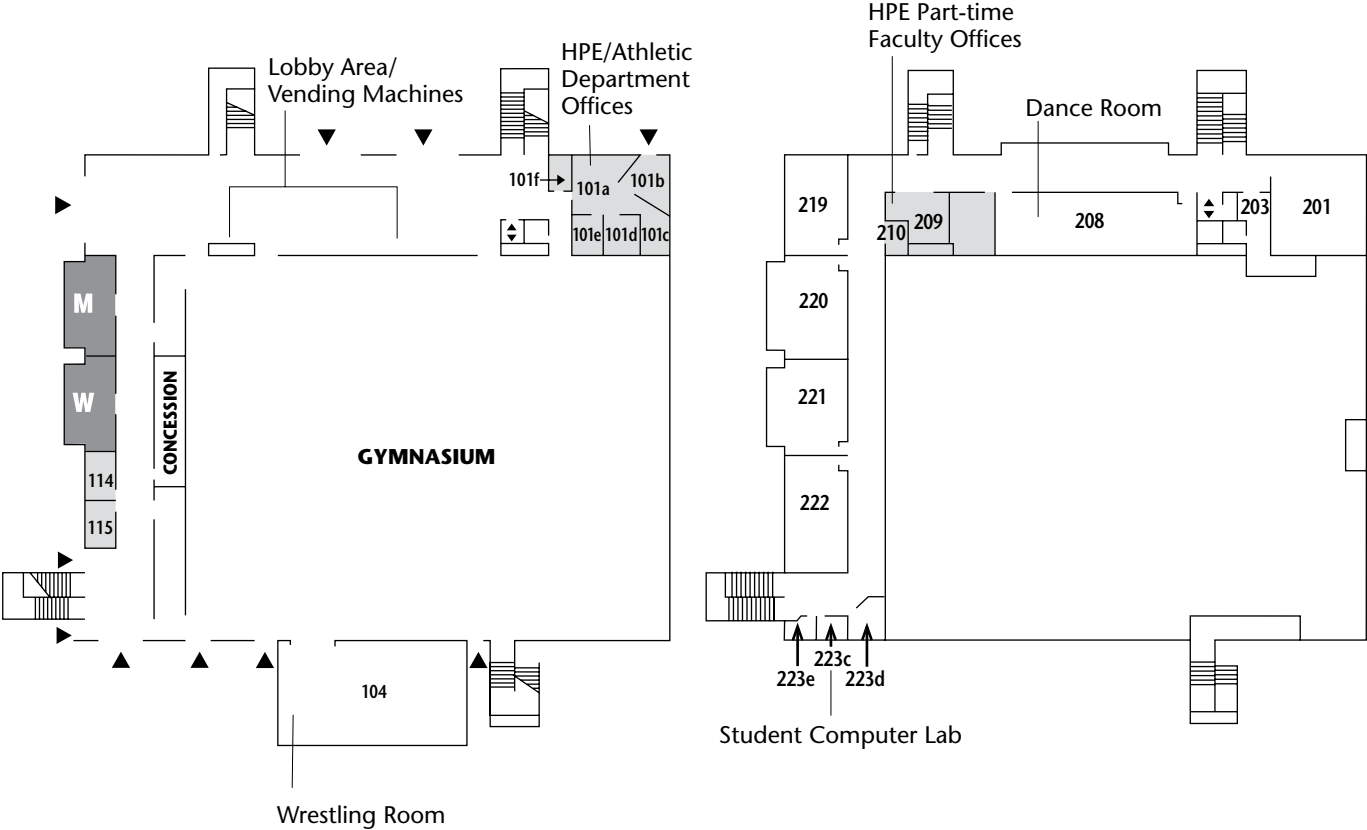 HPE Part-time
Faculty Offices
HPE/Athletic
Department
Offices
Lobby Area/
Vending Machines
Dance Room
101f
101a
101b
101e
101d
101c
219
210
209
208
203
201
M
220
W
CONCESSION
221
GYMNASIUM
114
222
115
223e
223c
223d
104
Student Computer Lab
Wrestling Room